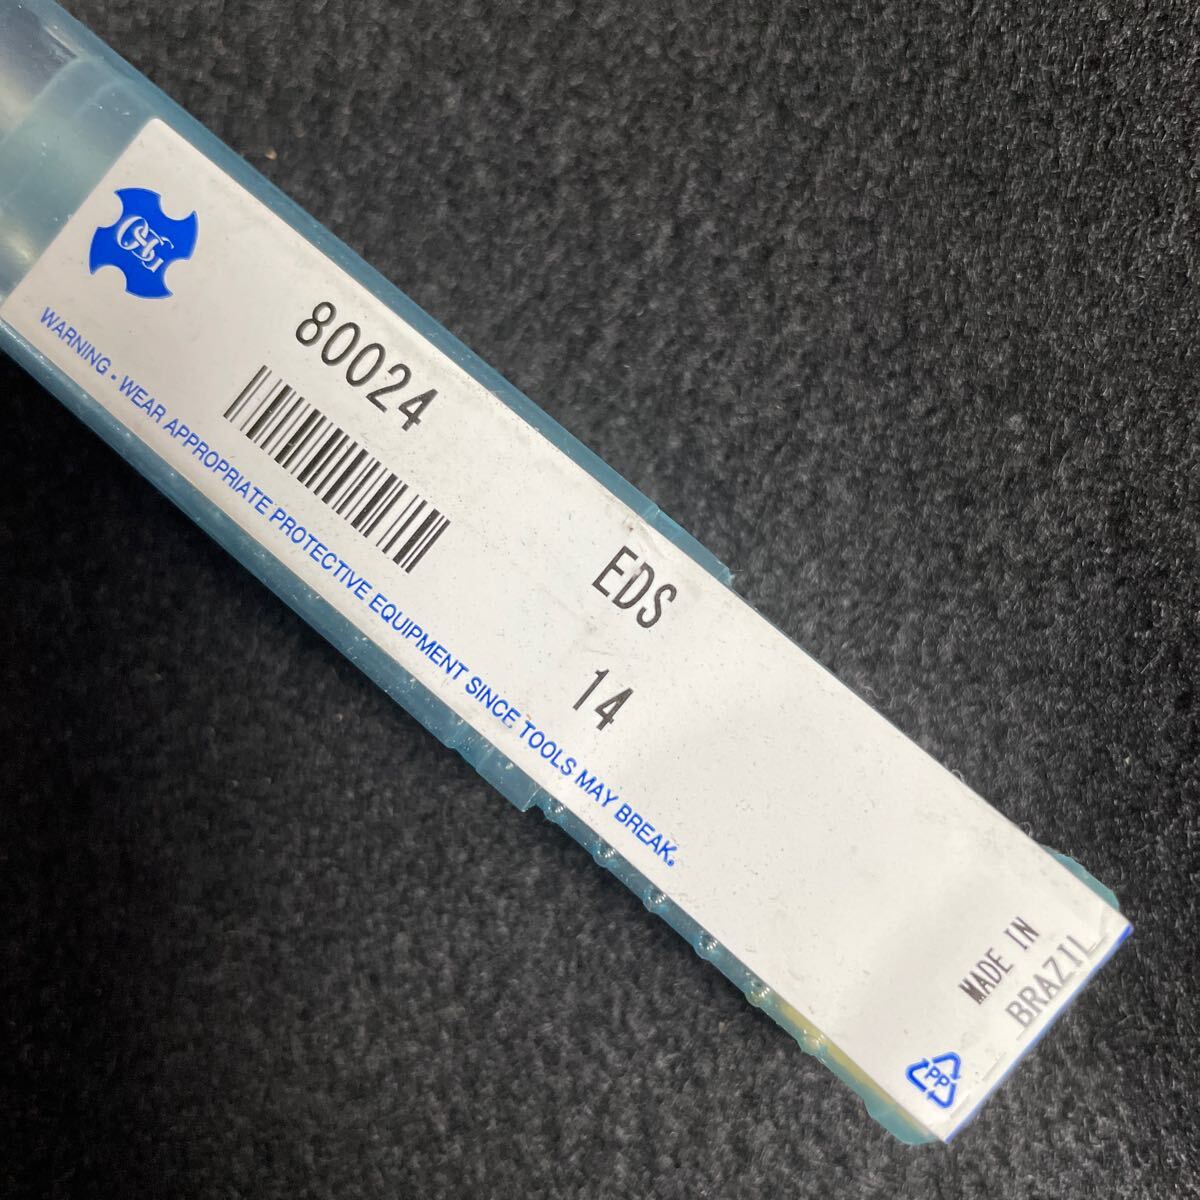 OSG
80024
EDS
14
WARNING - WEAR APPROPRIATE PROTECTIVE EQUIPMENT SINCE TOOLS MAY BREAK.
MADE IN
BRAZIL
PP